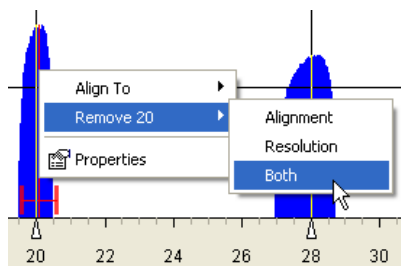 Align To
Remove 20
Properties
Alignment
Resolution
Both
20 22 24 26 28 30